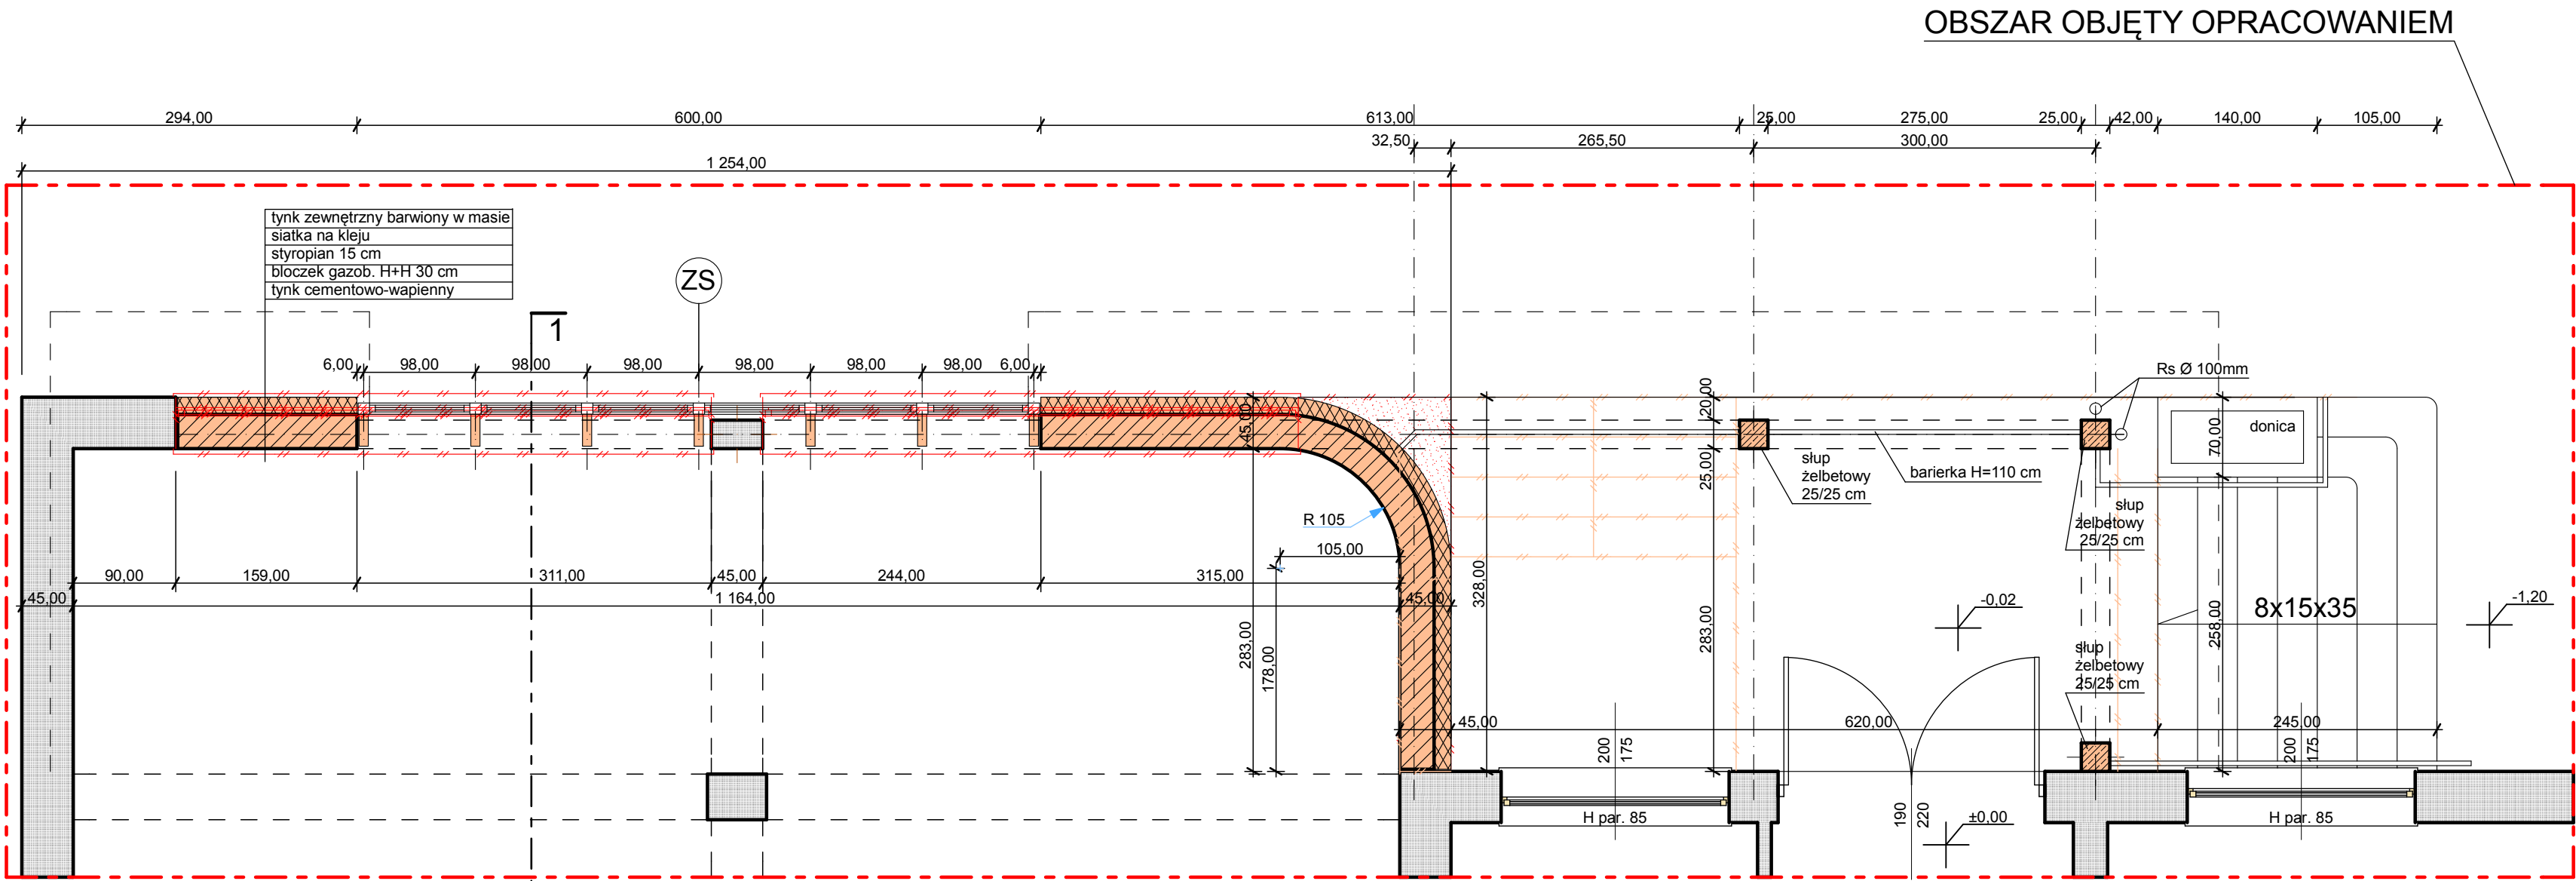 OBSZAR OBJĘTY OPRACOWANIEM
294,00
600,00
613,00
25,00
275,00
25,00
42,00
140,00
105,00
32,50
265,50
300,00
1 254,00
tynk zewnętrzny barwiony w masie
siatka na kleju
styropian 15 cm
bloczek gazob. H+H 30 cm
tynk cementowo-wapienny
ZS
1
6,00
98,00
98,00
98,00
98,00
98,00
98,00
6,00
Rs Ø 100mm
45,00
20,00
donica
70,00
słup
żelbetowy
25/25 cm
barierka H=110 cm
25,00
R 105
słup
żelbetowy
25/25 cm
105,00
90,00
159,00
311,00
45,00
244,00
315,00
45,00
1 164,00
45,00
328,00
-0,02
8x15x35
-1,20
283,00
178,00
283,00
258,00
słup
żelbetowy
25/25 cm
45,00
620,00
245,00
200
175
200
175
H par. 85
190
220
±0,00
H par. 85